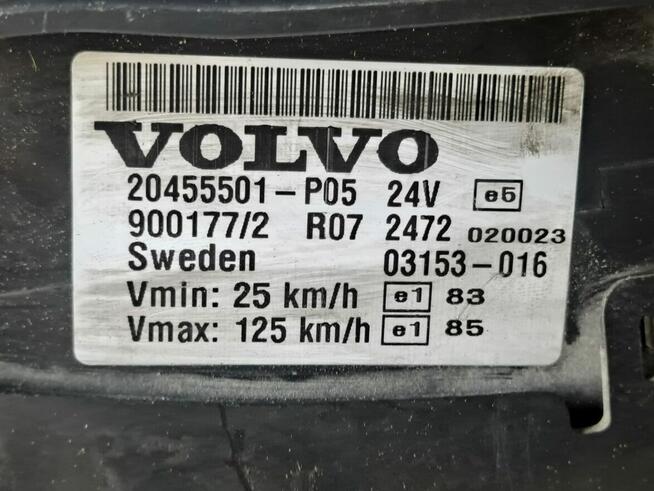 VOLVO
20455501-P05 24V e5
900177/2 R07 2472 020023
Sweden 03153-016
Vmin: 25 km/h e1 83
Vmax: 125 km/h e1 85